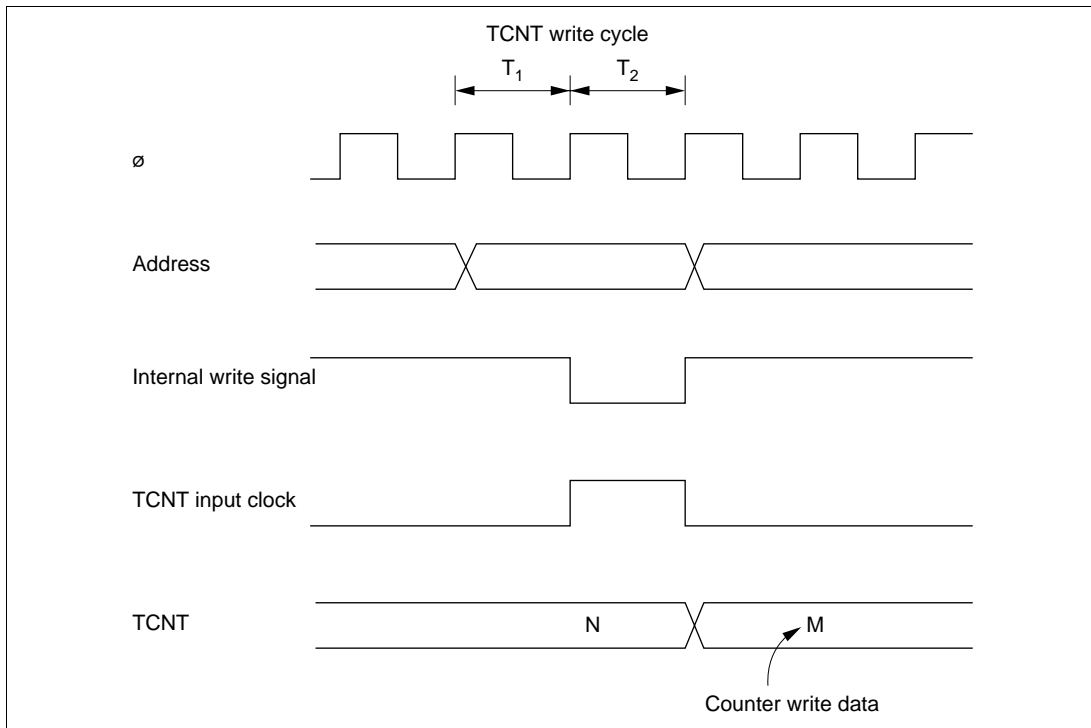 TCNT write cycle
T1 T2
ø
Address
Internal write signal
TCNT input clock
TCNT N M
Counter write data